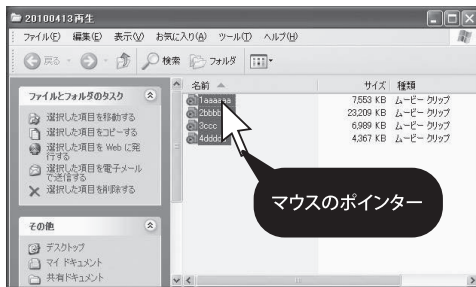 20100413再生
ファイル(F) 編集(E) 表示(V) お気に入り(A) ツール(T) ヘルプ(H)
戻る 検索 フォルダ
ファイルとフォルダのタスク
選択した項目を移動する
選択した項目をコピーする
選択した項目を Web に発行する
選択した項目を電子メールで送信する
選択した項目を削除する
その他
デスクトップ
マイ ドキュメント
共有ドキュメント
名前 サイズ 種類
1aaaaaa 7,553 KB ムービー クリップ
2bbbb 23,209 KB ムービー クリップ
3ccc 6,989 KB ムービー クリップ
4dddd 4,367 KB ムービー クリップ
マウスのポインター